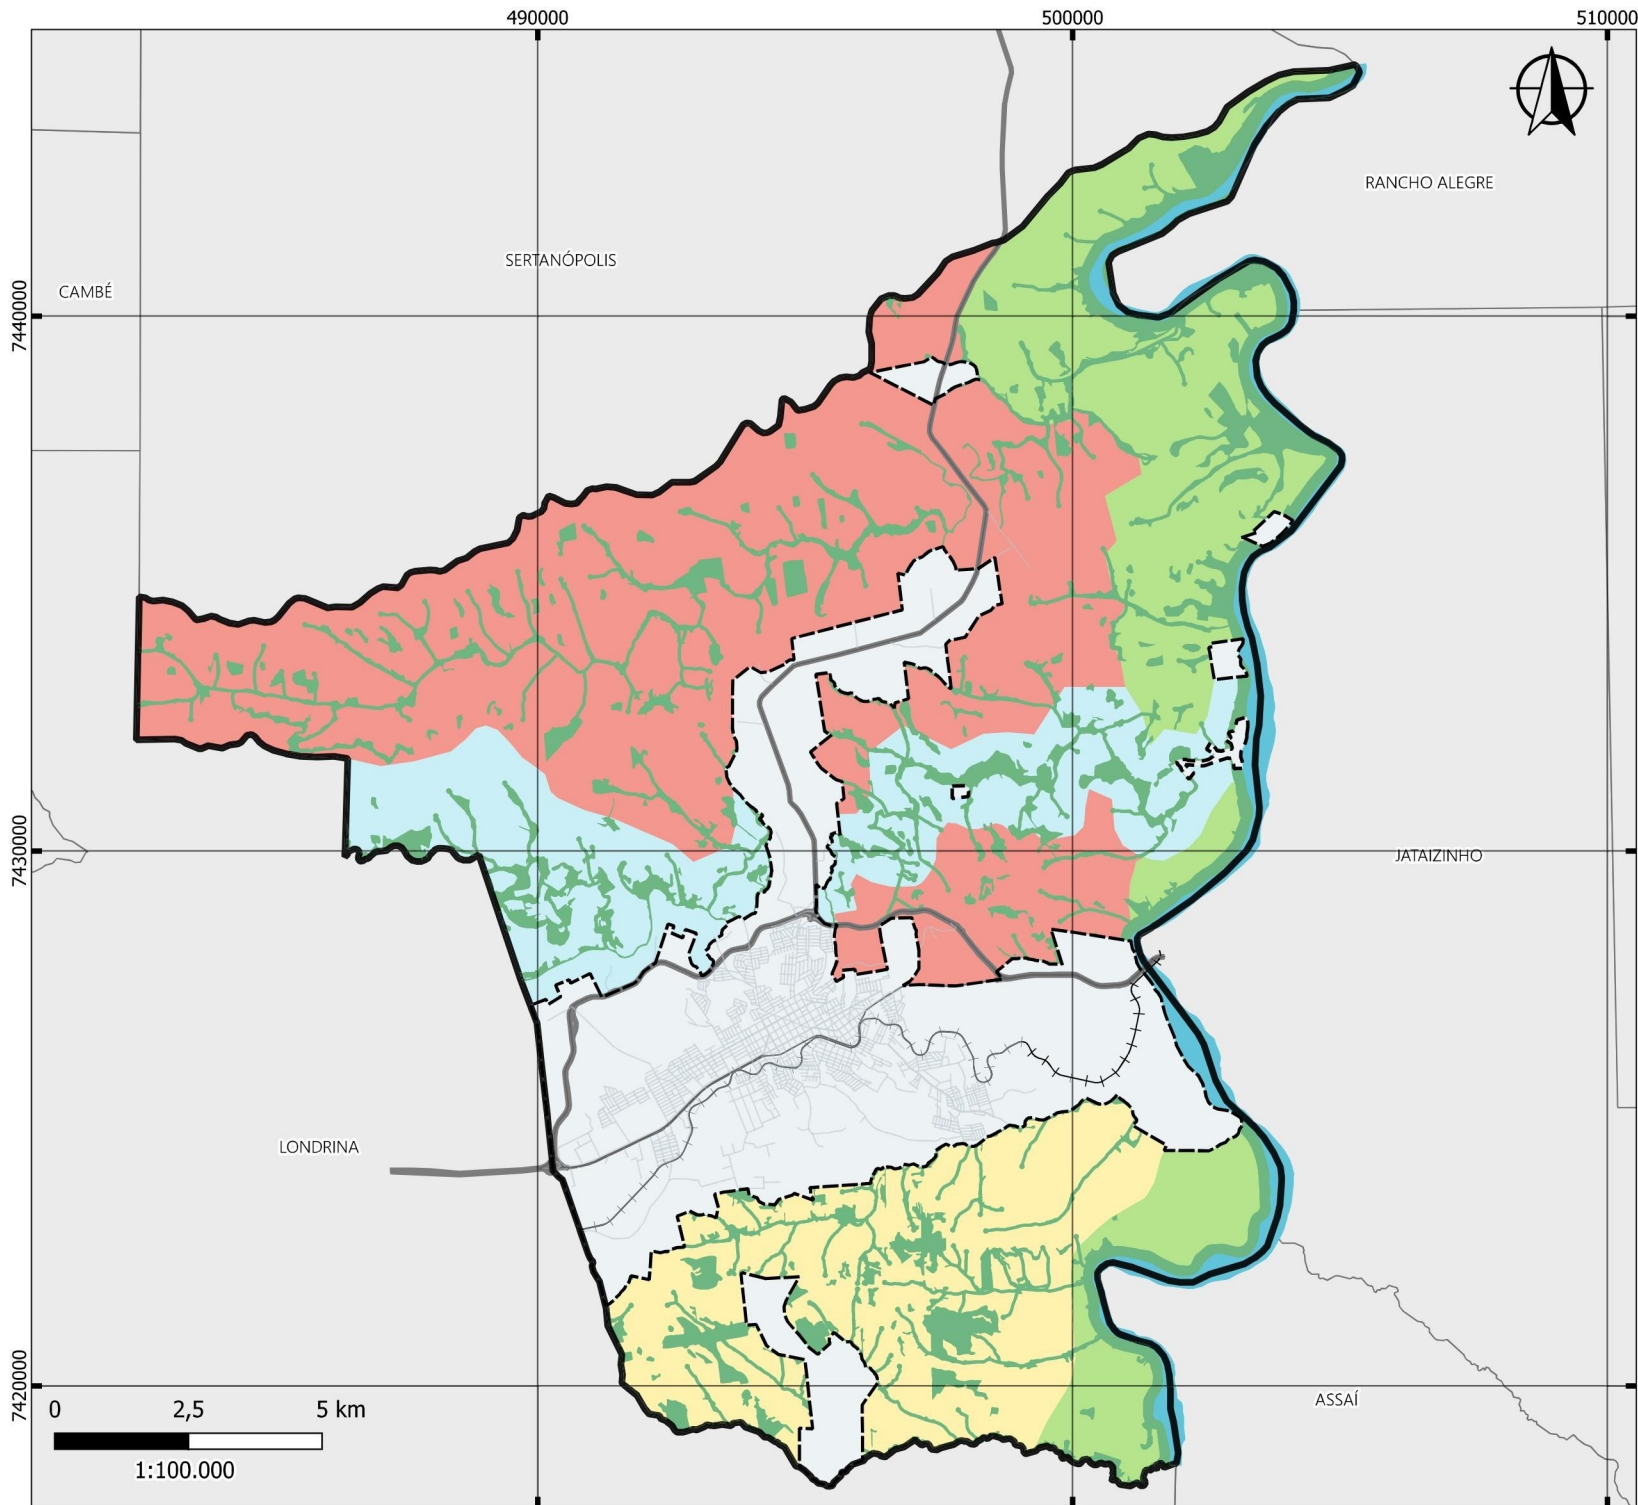 490000
500000
510000
RANCHO ALEGRE
SERTANÓPOLIS
CAMBÉ
7440000
7430000
JATAIZINHO
LONDRINA
7420000
ASSAÍ
0 2,5 5 km
1:100.000